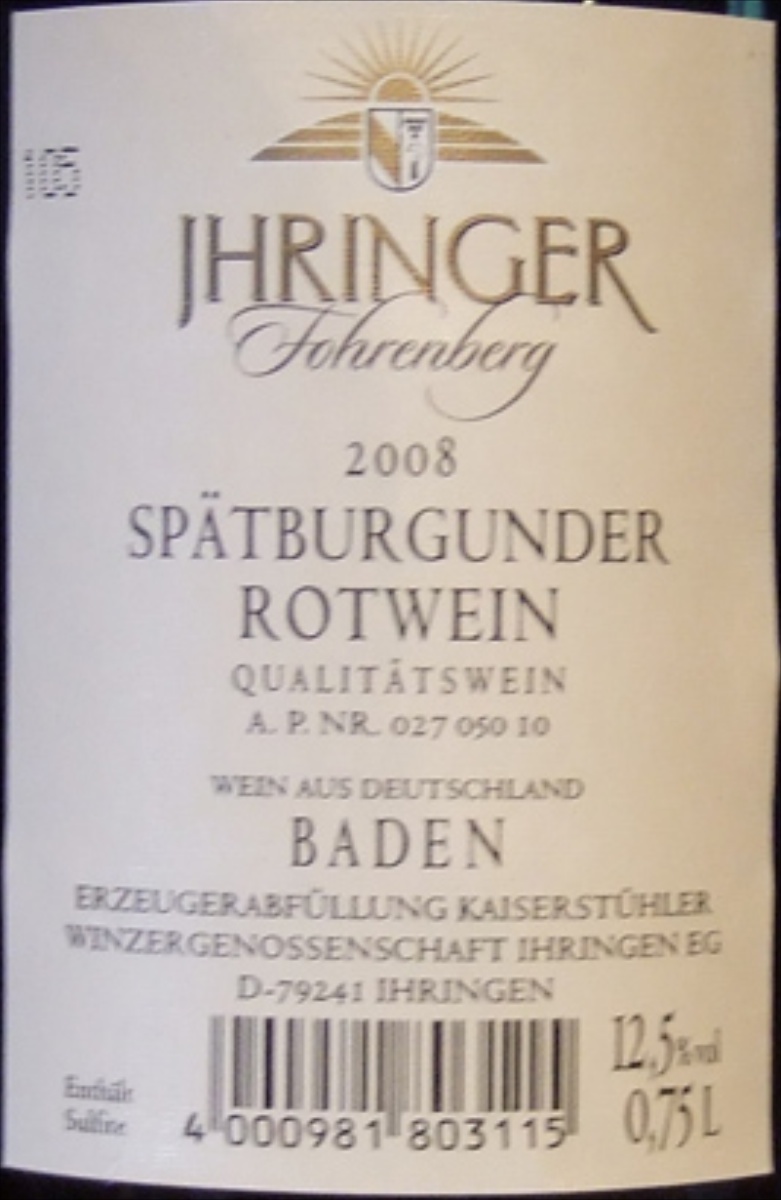 JHRINGER
Fohrenberg
2008
SPÄTBURGUNDER
ROTWEIN
QUALITÄTSWEIN
A. P. NR. 027 050 10
WEIN AUS DEUTSCHLAND
BADEN
ERZEUGERABFÜLLUNG KAISERSTÜHLER
WINZERGENOSSENSCHAFT IHRINGEN EG
D-79241 IHRINGEN
12,5%vol
Enthält
Sulfite
0,75 L
4 000981 803115